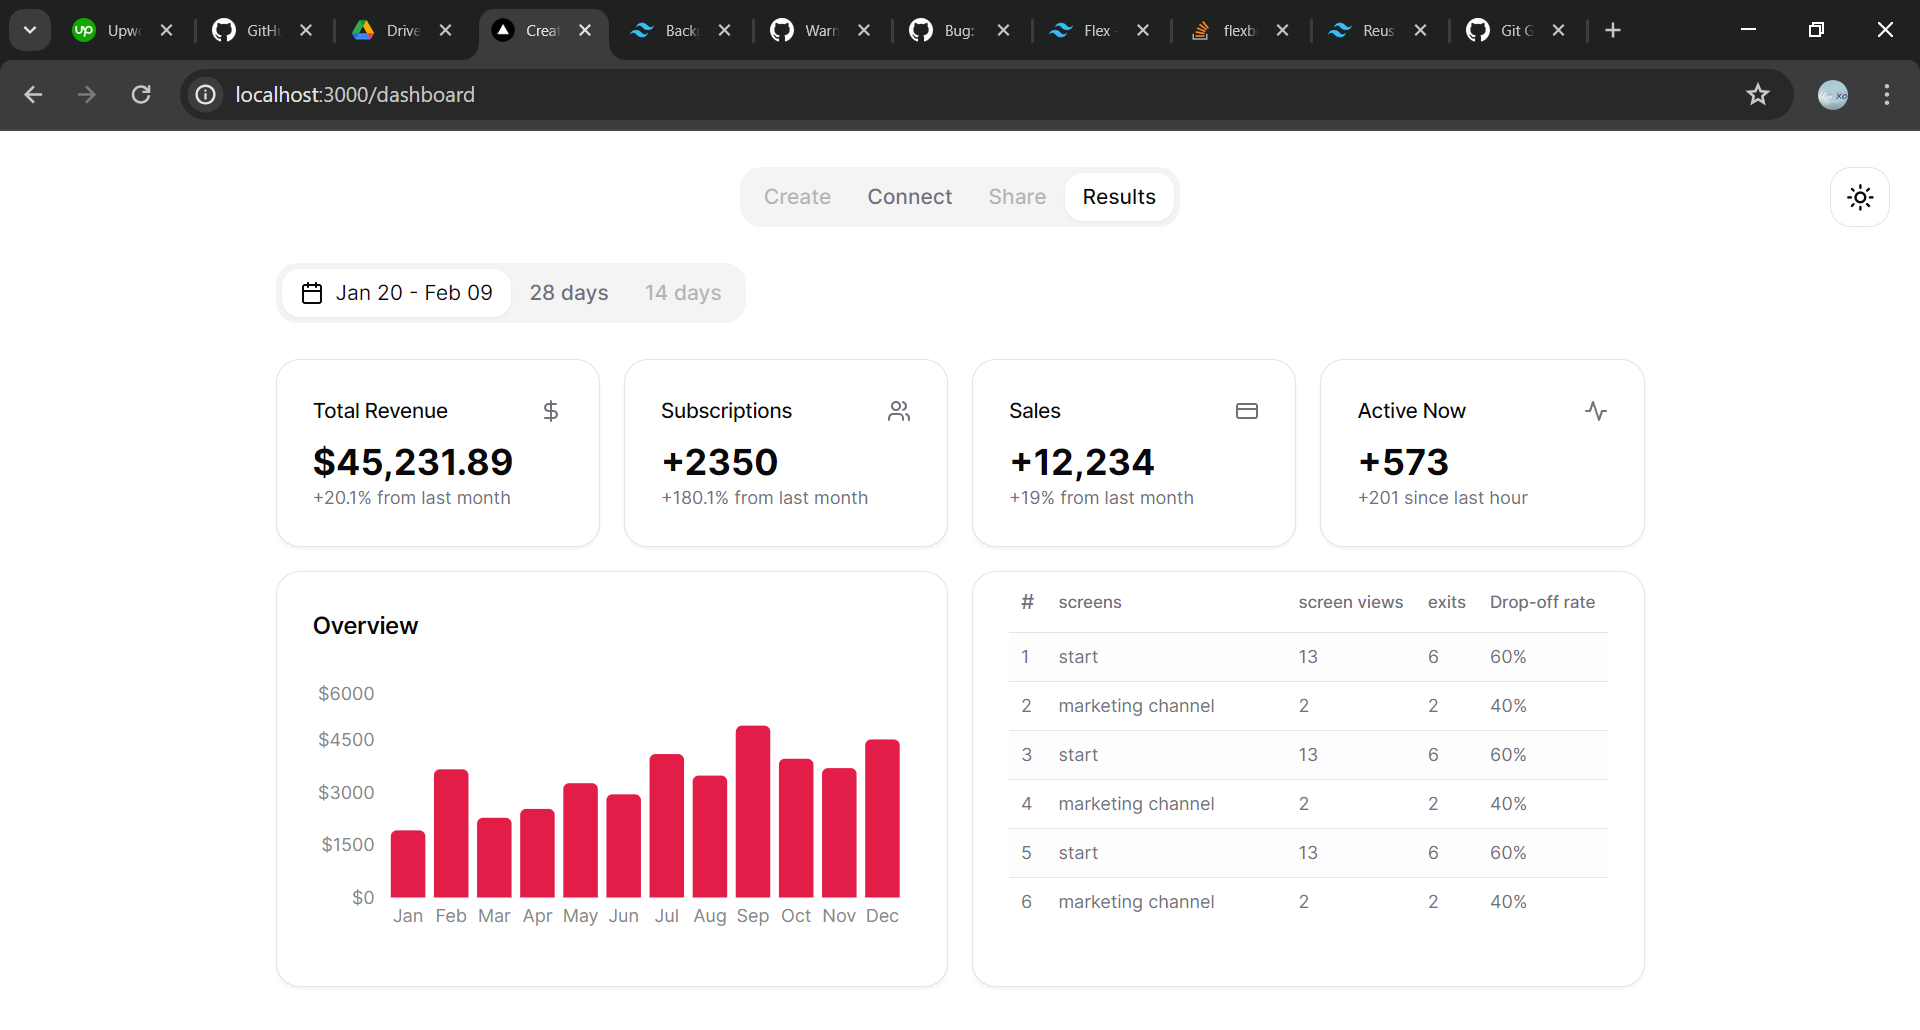 up Upwo GitHu Drive Creat Back Warn Bug: Flex - flexb Reus Git G
localhost:3000/dashboard
Create Connect Share Results
Jan 20 - Feb 09 28 days 14 days
Total Revenue $
$45,231.89
+20.1% from last month
Subscriptions
+2350
+180.1% from last month
Sales
+12,234
+19% from last month
Active Now
+573
+201 since last hour
Overview
$6000
$4500
$3000
$1500
$0
Jan Feb Mar Apr May Jun Jul Aug Sep Oct Nov Dec
# screens screen views exits Drop-off rate
1 start 13 6 60%
2 marketing channel 2 2 40%
3 start 13 6 60%
4 marketing channel 2 2 40%
5 start 13 6 60%
6 marketing channel 2 2 40%